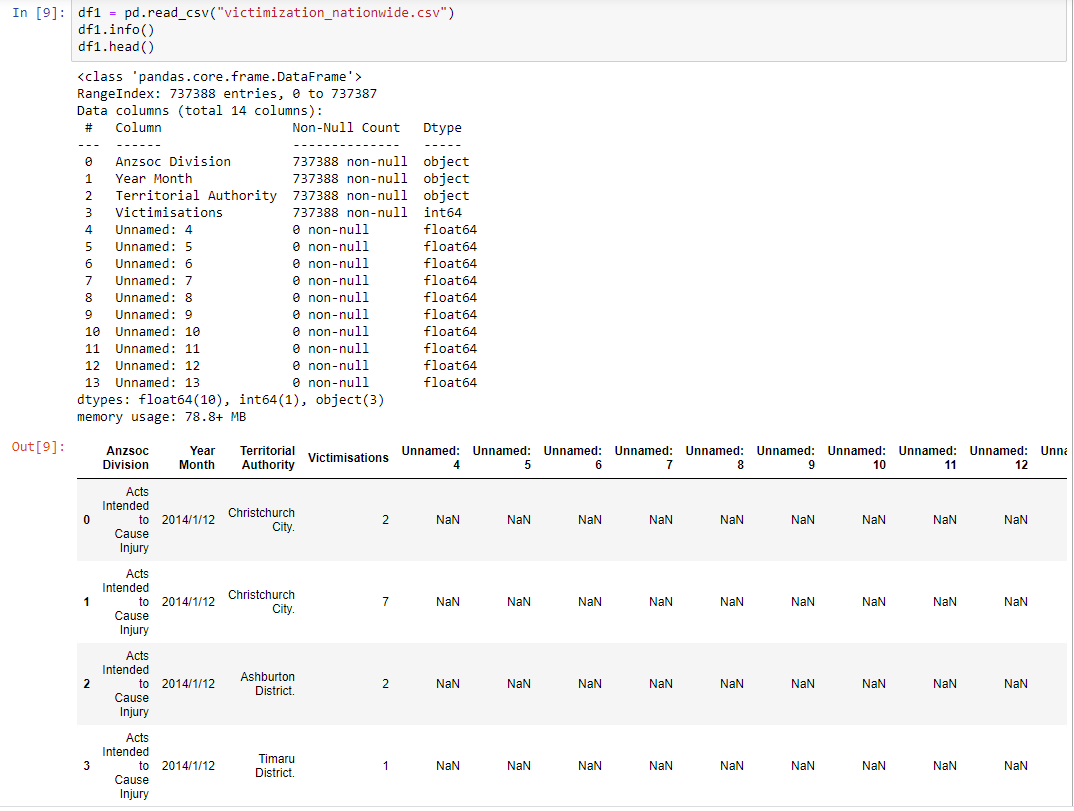 In [9]: df1 = pd.read_csv("victimization_nationwide.csv")
df1.info()
df1.head()
<class 'pandas.core.frame.DataFrame'>
RangeIndex: 737388 entries, 0 to 737387
Data columns (total 14 columns):
# Column Non-Null Count Dtype
--- ------ -------------- -----
0 Anzsoc Division 737388 non-null object
1 Year Month 737388 non-null object
2 Territorial Authority 737388 non-null object
3 Victimisations 737388 non-null int64
4 Unnamed: 4 0 non-null float64
5 Unnamed: 5 0 non-null float64
6 Unnamed: 6 0 non-null float64
7 Unnamed: 7 0 non-null float64
8 Unnamed: 8 0 non-null float64
9 Unnamed: 9 0 non-null float64
10 Unnamed: 10 0 non-null float64
11 Unnamed: 11 0 non-null float64
12 Unnamed: 12 0 non-null float64
13 Unnamed: 13 0 non-null float64
dtypes: float64(10), int64(1), object(3)
memory usage: 78.8+ MB
Out[9]:
Anzsoc Year Territorial Victimisations Unnamed: Unnamed: Unnamed: Unnamed: Unnamed: Unnamed: Unnamed: Unnamed: Unnamed: Unna
Division Month Authority 4 5 6 7 8 9 10 11 12
Acts
Intended Christchurch
0 to 2014/1/12 City. 2 NaN NaN NaN NaN NaN NaN NaN NaN NaN
Cause
Injury
Acts
Intended Christchurch
1 to 2014/1/12 City. 7 NaN NaN NaN NaN NaN NaN NaN NaN NaN
Cause
Injury
Acts
Intended Ashburton
2 to 2014/1/12 District. 2 NaN NaN NaN NaN NaN NaN NaN NaN NaN
Cause
Injury
Acts
Intended Timaru
3 to 2014/1/12 District. 1 NaN NaN NaN NaN NaN NaN NaN NaN NaN
Cause
Injury